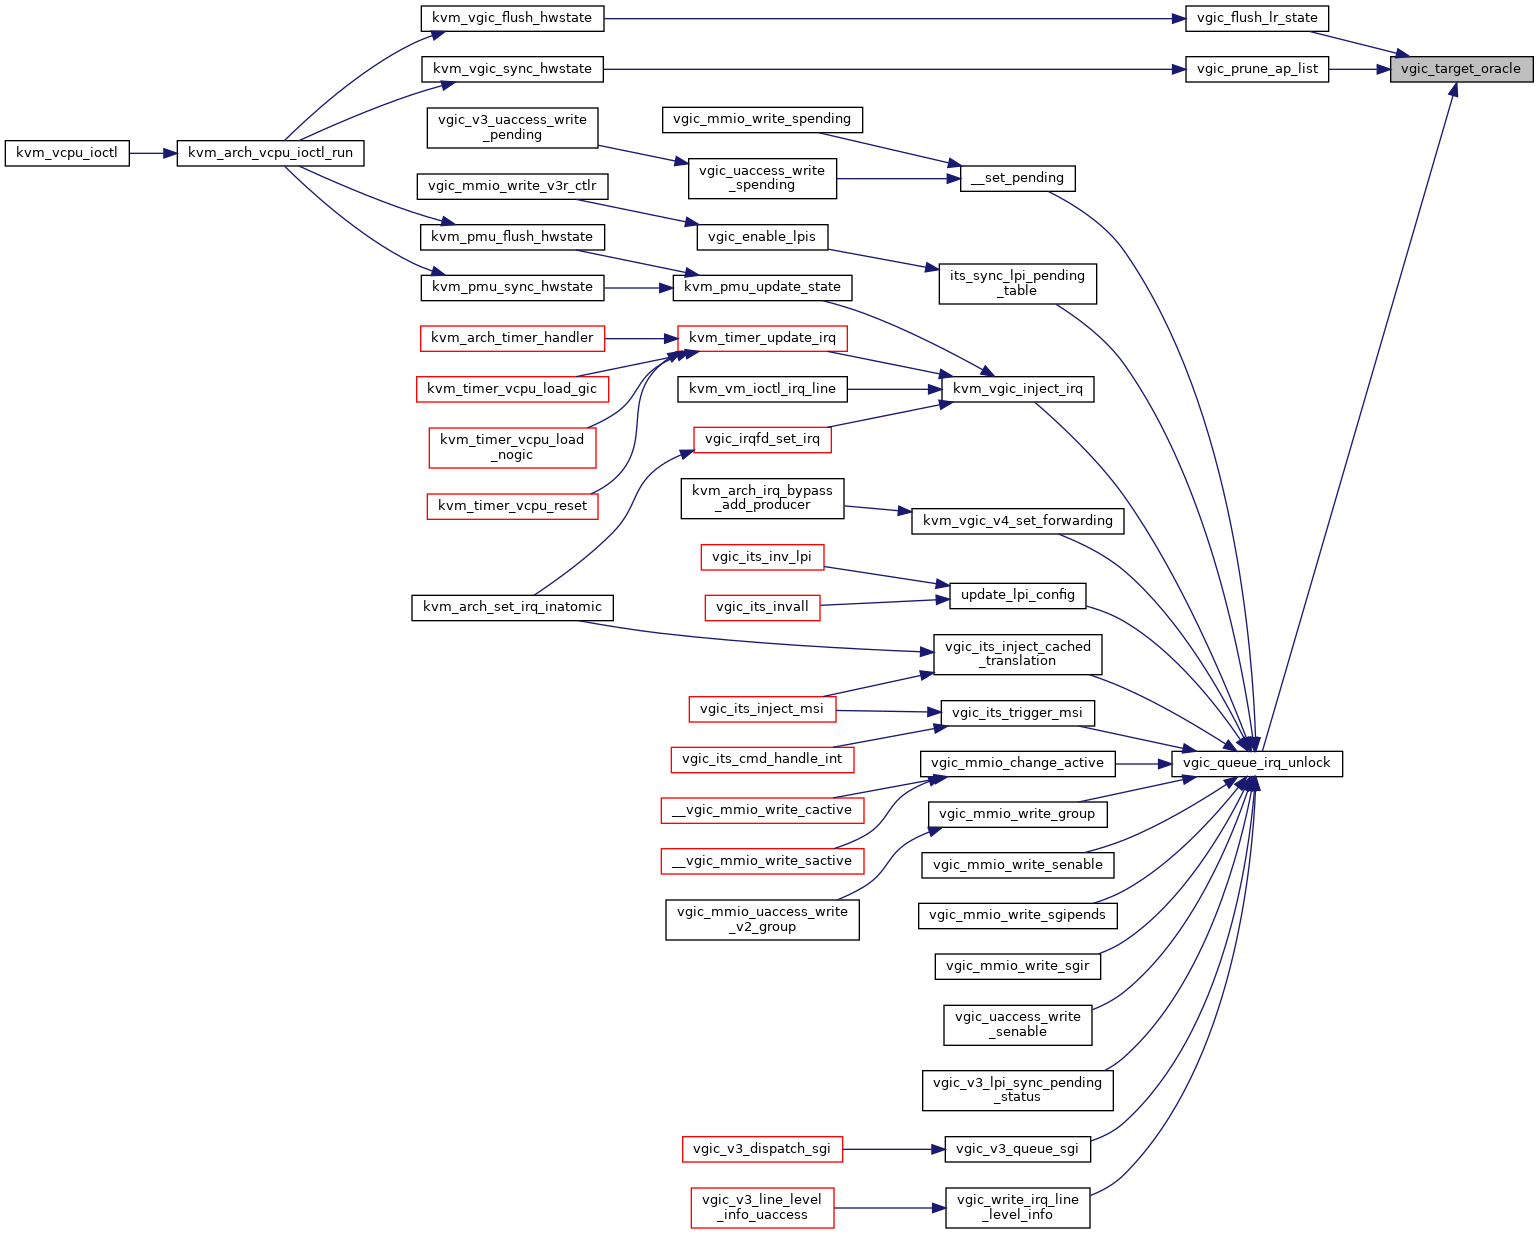 kvm_vgic_flush_hwstate
vgic_flush_lr_state
kvm_vgic_sync_hwstate
vgic_prune_ap_list
vgic_target_oracle
vgic_v3_uaccess_write
_pending
vgic_mmio_write_spending
kvm_vcpu_ioctl
kvm_arch_vcpu_ioctl_run
vgic_uaccess_write
_spending
__set_pending
vgic_mmio_write_v3r_ctlr
kvm_pmu_flush_hwstate
vgic_enable_lpis
its_sync_lpi_pending
_table
kvm_pmu_sync_hwstate
kvm_pmu_update_state
kvm_arch_timer_handler
kvm_timer_update_irq
kvm_timer_vcpu_load_gic
kvm_vm_ioctl_irq_line
kvm_vgic_inject_irq
kvm_timer_vcpu_load
_nogic
vgic_irqfd_set_irq
kvm_timer_vcpu_reset
kvm_arch_irq_bypass
_add_producer
kvm_vgic_v4_set_forwarding
vgic_its_inv_lpi
kvm_arch_set_irq_inatomic
vgic_its_invall
update_lpi_config
vgic_its_inject_cached
_translation
vgic_its_inject_msi
vgic_its_trigger_msi
vgic_its_cmd_handle_int
vgic_mmio_change_active
vgic_queue_irq_unlock
__vgic_mmio_write_cactive
vgic_mmio_write_group
__vgic_mmio_write_sactive
vgic_mmio_write_senable
vgic_mmio_uaccess_write
_v2_group
vgic_mmio_write_sgipends
vgic_mmio_write_sgir
vgic_uaccess_write
_senable
vgic_v3_lpi_sync_pending
_status
vgic_v3_dispatch_sgi
vgic_v3_queue_sgi
vgic_v3_line_level
_info_uaccess
vgic_write_irq_line
_level_info